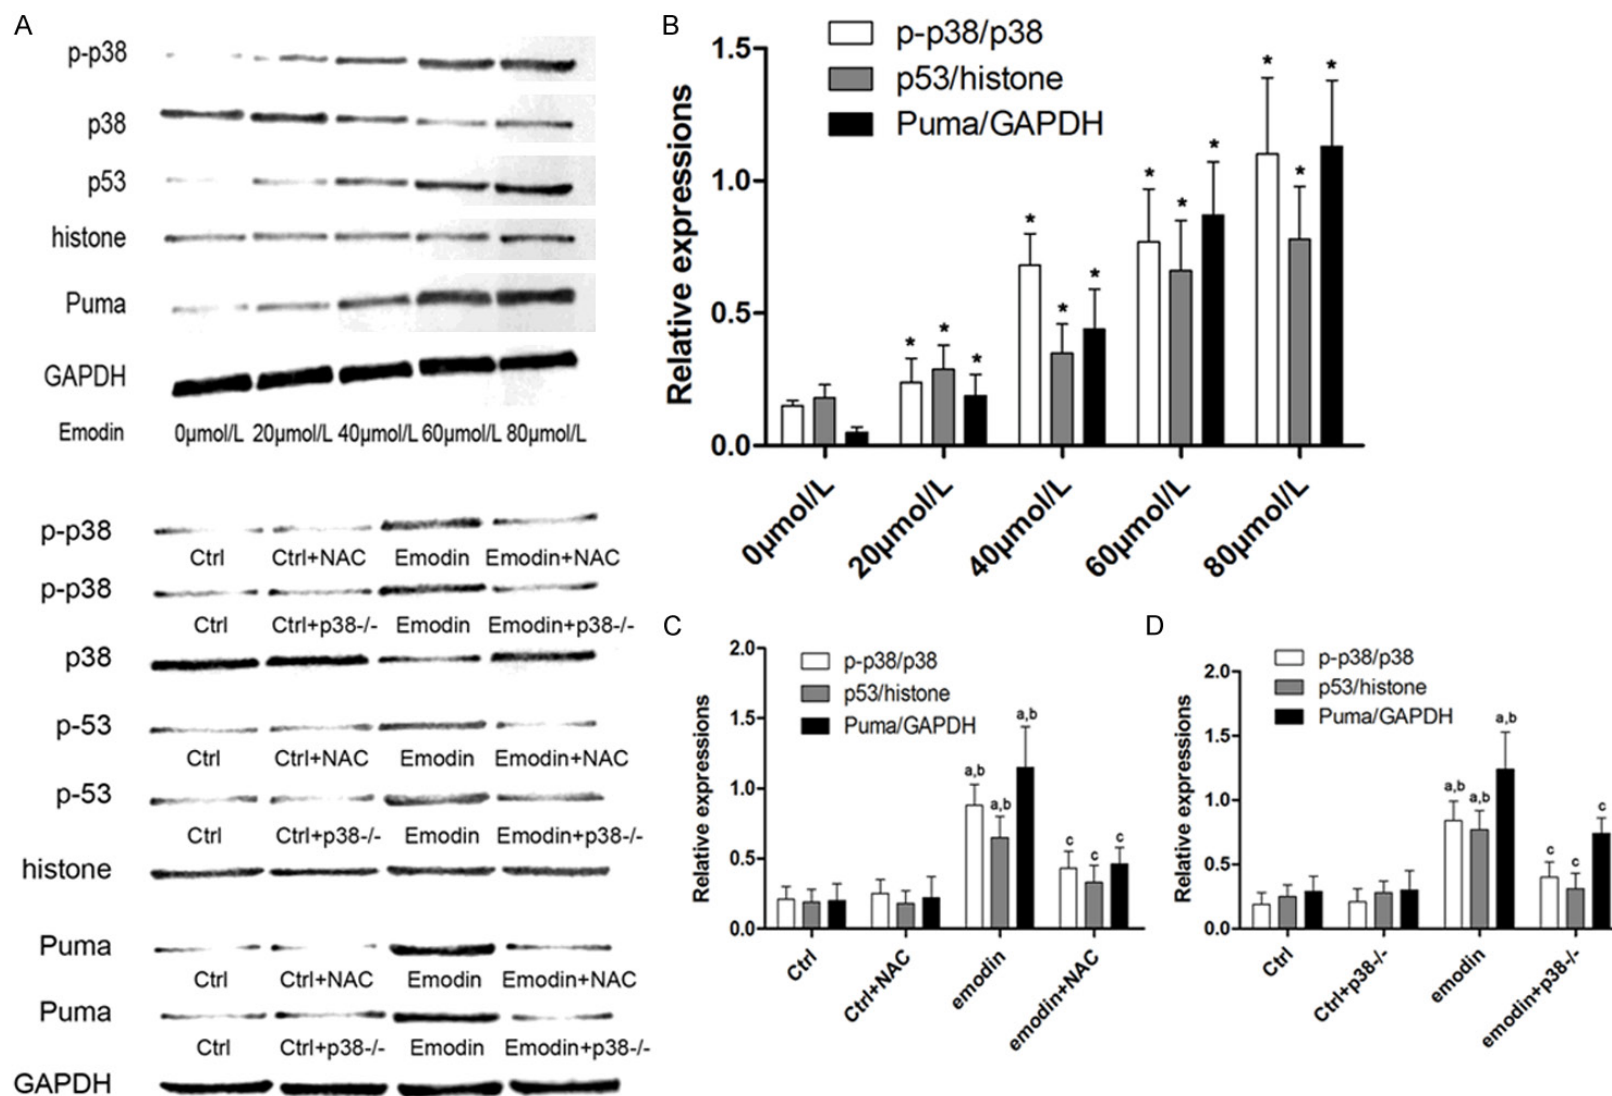 A
p-p38
p38
p53
histone
Puma
GAPDH
Emodin 0μmol/L 20μmol/L 40μmol/L 60μmol/L 80μmol/L
p-p38
Ctrl Ctrl+NAC Emodin Emodin+NAC
p-p38
Ctrl Ctrl+p38-/- Emodin Emodin+p38-/-
p38
p-53
Ctrl Ctrl+NAC Emodin Emodin+NAC
p-53
Ctrl Ctrl+p38-/- Emodin Emodin+p38-/-
histone
Puma
Ctrl Ctrl+NAC Emodin Emodin+NAC
Puma
Ctrl Ctrl+p38-/- Emodin Emodin+p38-/-
GAPDH
B
p-p38/p38
p53/histone
Puma/GAPDH
Relative expressions
1.5
1.0
0.5
0.0
* * *
* * *
* * *
* * *
0μmol/L 20μmol/L 40μmol/L 60μmol/L 80μmol/L
C
p-p38/p38
p53/histone
Puma/GAPDH
Relative expressions
2.0
1.5
1.0
0.5
0.0
a,b a,b a,b
c c c
Ctrl Ctrl+NAC emodin emodin+NAC
D
p-p38/p38
p53/histone
Puma/GAPDH
Relative expressions
2.0
1.5
1.0
0.5
0.0
a,b a,b a,b
c c c
Ctrl Ctrl+p38-/- emodin emodin+p38-/-